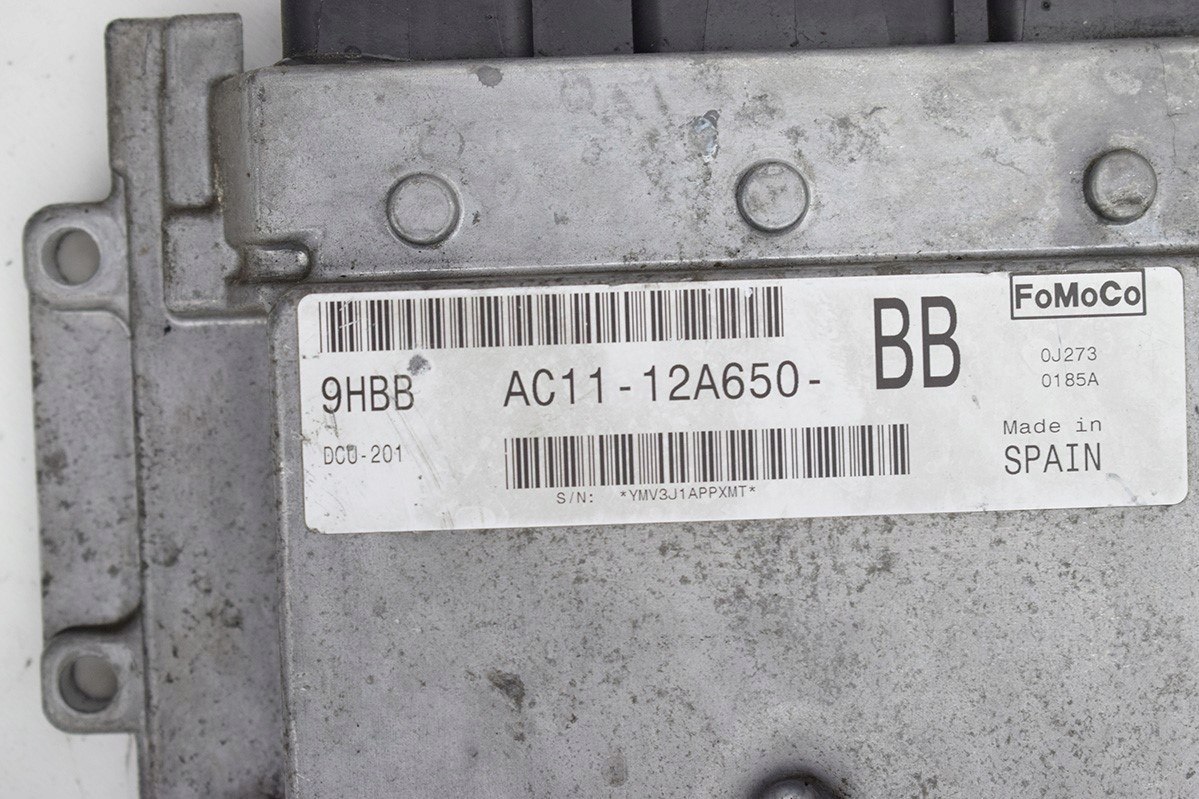 FoMoCo
BB
0J273
0185A
9HBB AC11-12A650-
Made in
SPAIN
DCU-201
S/N: *YMV3J1APPXMT*